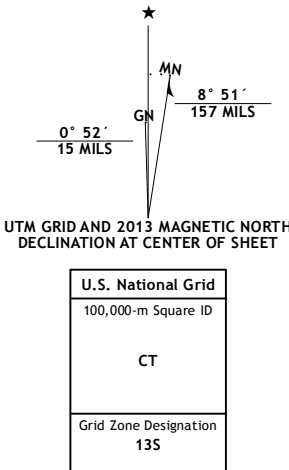 ★
MN
GN
8° 51´
157 MILS
0° 52´
15 MILS
UTM GRID AND 2013 MAGNETIC NORTH
DECLINATION AT CENTER OF SHEET
U.S. National Grid
100,000-m Square ID
CT
Grid Zone Designation
13S